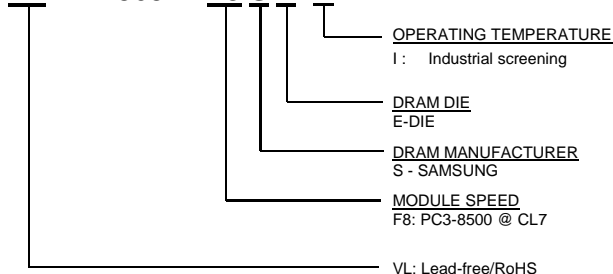 OPERATING TEMPERATURE
I : Industrial screening
DRAM DIE
E-DIE
DRAM MANUFACTURER
S - SAMSUNG
MODULE SPEED
F8: PC3-8500 @ CL7
VL: Lead-free/RoHS